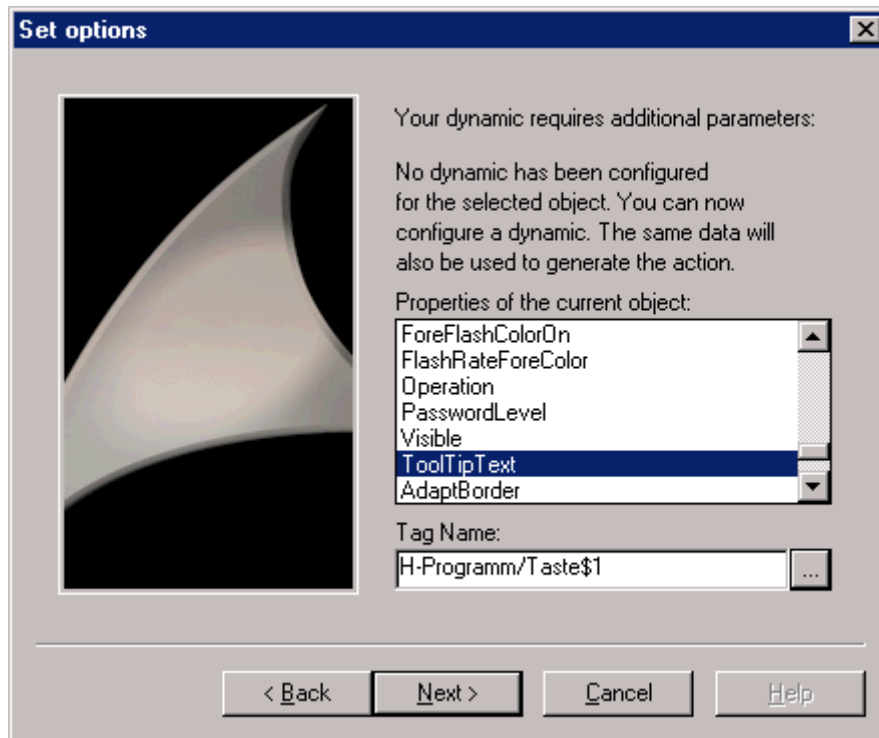 Set options
Your dynamic requires additional parameters:
No dynamic has been configured
for the selected object. You can now
configure a dynamic. The same data will
also be used to generate the action.
Properties of the current object:
ForeFlashColorOn
FlashRateForeColor
Operation
PasswordLevel
Visible
ToolTipText
AdaptBorder
Tag Name:
H-Programm/Taste$1
...
< Back
Next >
Cancel
Help